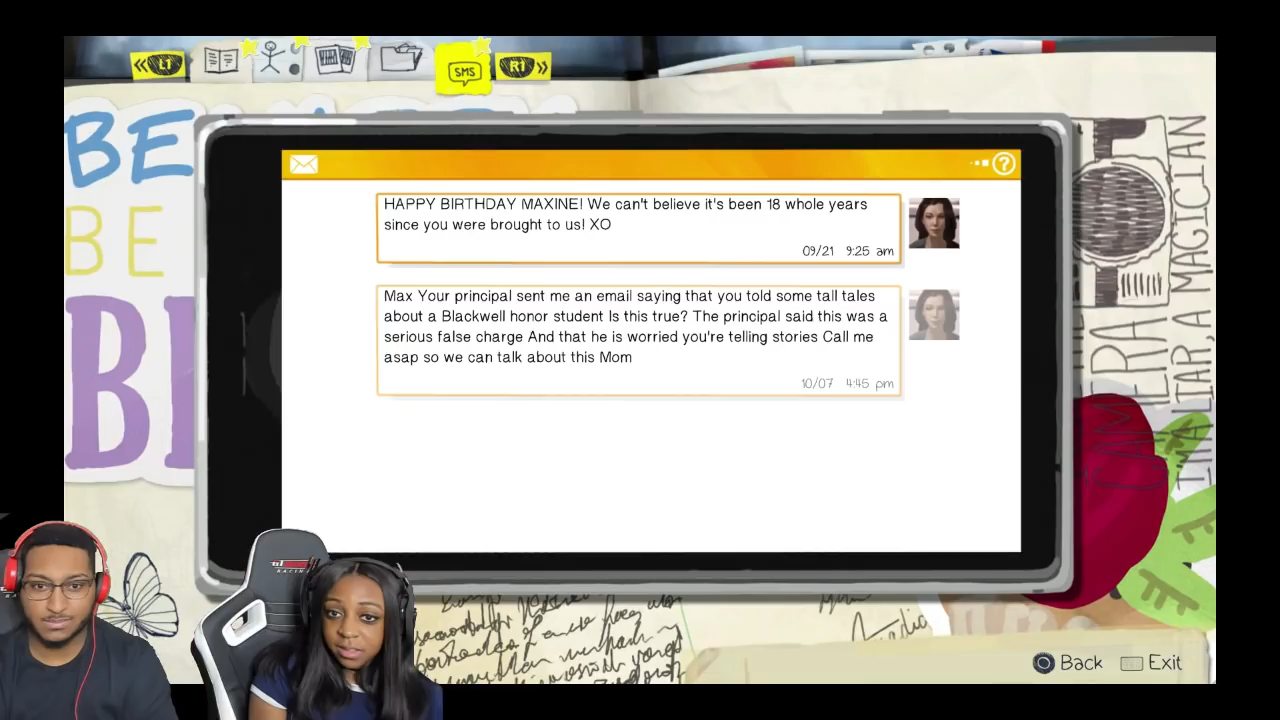 LT
SMS
R1
BE
BE
HAPPY BIRTHDAY MAXINE! We can't believe it's been 18 whole years
since you were brought to us! XO
09/21 9:25 am
Max Your principal sent me an email saying that you told some tall tales
about a Blackwell honor student Is this true? The principal said this was a
serious false charge And that he is worried you're telling stories Call me
asap so we can talk about this Mom
10/07 4:45 pm
CAMERA
LIAR, A MAGICIAN
RACING
Back
Exit